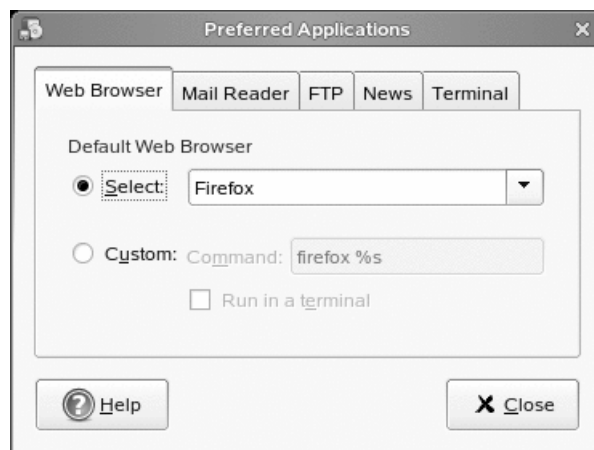 Preferred Applications
Web Browser Mail Reader FTP News Terminal
Default Web Browser
Select: Firefox
Custom: Command: firefox %s
Run in a terminal
Help Close